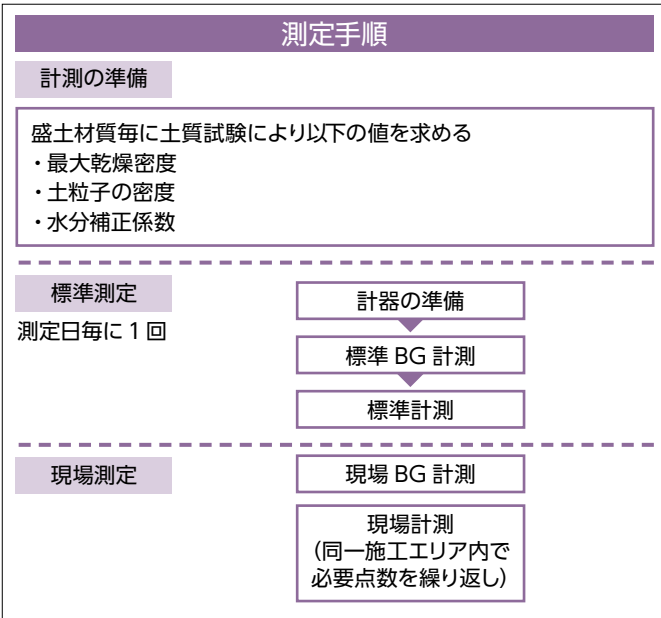 測定手順
計測の準備
盛土材質毎に土質試験により以下の値を求める
・最大乾燥密度
・土粒子の密度
・水分補正係数
標準測定
測定日毎に1回
計器の準備
標準 BG 計測
標準計測
現場測定
現場 BG 計測
現場計測
（同一施工エリア内で
必要点数を繰り返し）